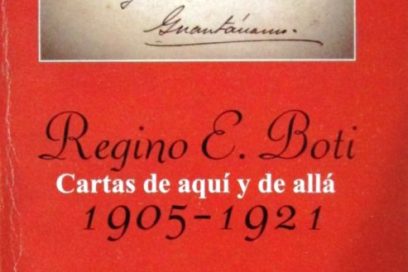 Guantánamo.
Regino E. Boti
Cartas de aquí y de allá
1905-1921